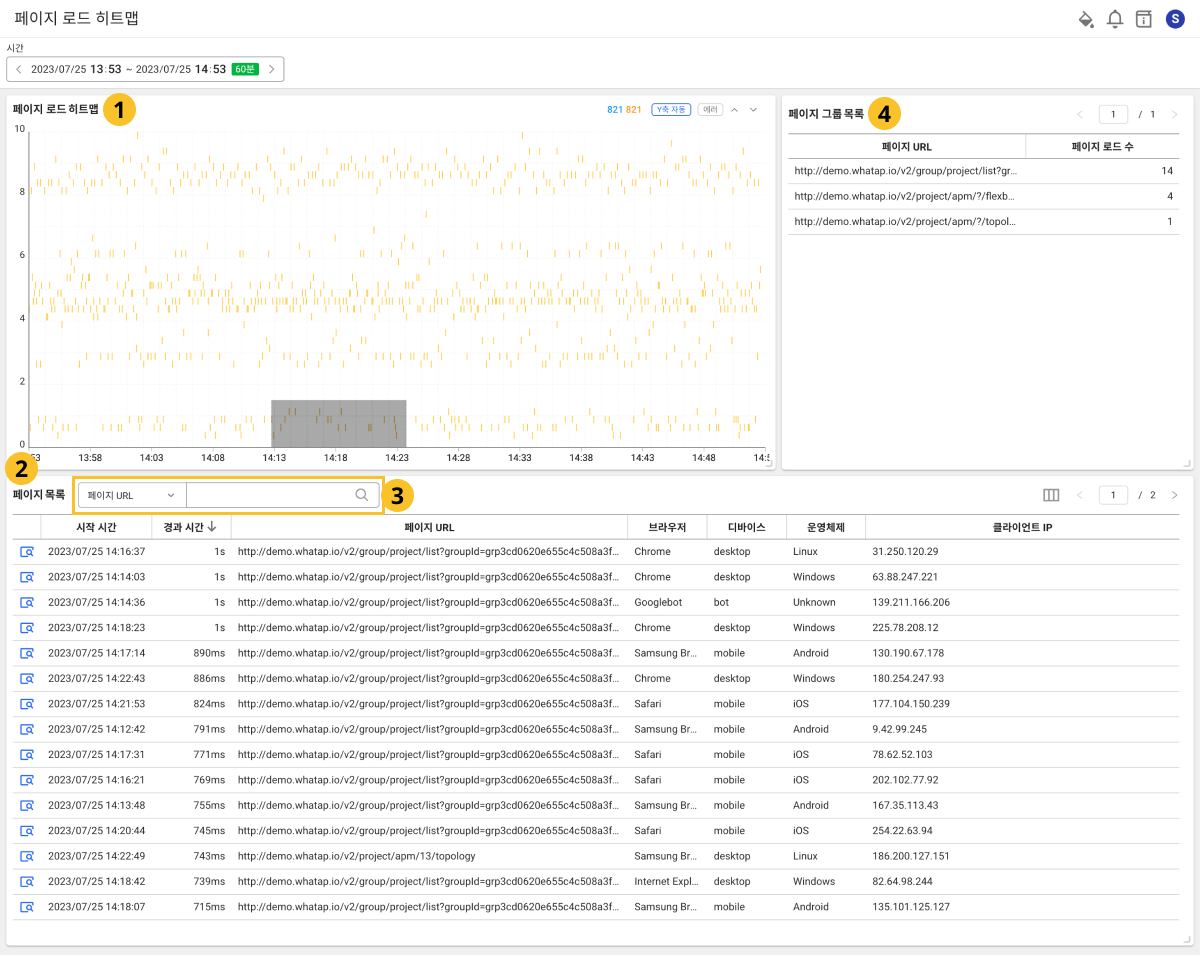 페이지 로드 히트맵
S
시간
2023/07/25 13:53 ~ 2023/07/25 14:53 60분
페이지 로드 히트맵 1
821 821 Y축 자동 에러
10
8
6
4
2
0
13:58 14:03 14:08 14:13 14:18 14:23 14:28 14:33 14:38 14:43 14:48
페이지 그룹 목록 4
1 / 1
페이지 URL 페이지 로드 수
http://demo.whatap.io/v2/group/project/list?gr... 14
http://demo.whatap.io/v2/project/apm/?/flexb... 4
http://demo.whatap.io/v2/project/apm/?/topol... 1
2
페이지 목록 페이지 URL 3
1 / 2
시작 시간 경과 시간 페이지 URL 브라우저 디바이스 운영체제 클라이언트 IP
2023/07/25 14:16:37 1s http://demo.whatap.io/v2/group/project/list?groupId=grp3cd0620e655c4c508a3f... Chrome desktop Linux 31.250.120.29
2023/07/25 14:14:03 1s http://demo.whatap.io/v2/group/project/list?groupId=grp3cd0620e655c4c508a3f... Chrome desktop Windows 63.88.247.221
2023/07/25 14:14:36 1s http://demo.whatap.io/v2/group/project/list?groupId=grp3cd0620e655c4c508a3f... Googlebot bot Unknown 139.211.166.206
2023/07/25 14:18:23 1s http://demo.whatap.io/v2/group/project/list?groupId=grp3cd0620e655c4c508a3f... Chrome desktop Windows 225.78.208.12
2023/07/25 14:17:14 890ms http://demo.whatap.io/v2/group/project/list?groupId=grp3cd0620e655c4c508a3f... Samsung Br... mobile Android 130.190.67.178
2023/07/25 14:22:43 886ms http://demo.whatap.io/v2/group/project/list?groupId=grp3cd0620e655c4c508a3f... Chrome desktop Windows 180.254.247.93
2023/07/25 14:21:53 824ms http://demo.whatap.io/v2/group/project/list?groupId=grp3cd0620e655c4c508a3f... Safari mobile iOS 177.104.150.239
2023/07/25 14:12:42 791ms http://demo.whatap.io/v2/group/project/list?groupId=grp3cd0620e655c4c508a3f... Samsung Br... mobile Android 9.42.99.245
2023/07/25 14:17:31 771ms http://demo.whatap.io/v2/group/project/list?groupId=grp3cd0620e655c4c508a3f... Safari mobile iOS 78.62.52.103
2023/07/25 14:16:21 769ms http://demo.whatap.io/v2/group/project/list?groupId=grp3cd0620e655c4c508a3f... Safari mobile iOS 202.102.77.92
2023/07/25 14:13:48 755ms http://demo.whatap.io/v2/group/project/list?groupId=grp3cd0620e655c4c508a3f... Samsung Br... mobile Android 167.35.113.43
2023/07/25 14:20:44 745ms http://demo.whatap.io/v2/group/project/list?groupId=grp3cd0620e655c4c508a3f... Safari mobile iOS 254.22.63.94
2023/07/25 14:22:49 743ms http://demo.whatap.io/v2/project/apm/13/topology Samsung Br... desktop Linux 186.200.127.151
2023/07/25 14:18:42 739ms http://demo.whatap.io/v2/group/project/list?groupId=grp3cd0620e655c4c508a3f... Internet Expl... desktop Windows 82.64.98.244
2023/07/25 14:18:07 715ms http://demo.whatap.io/v2/group/project/list?groupId=grp3cd0620e655c4c508a3f... Samsung Br... mobile Android 135.101.125.127